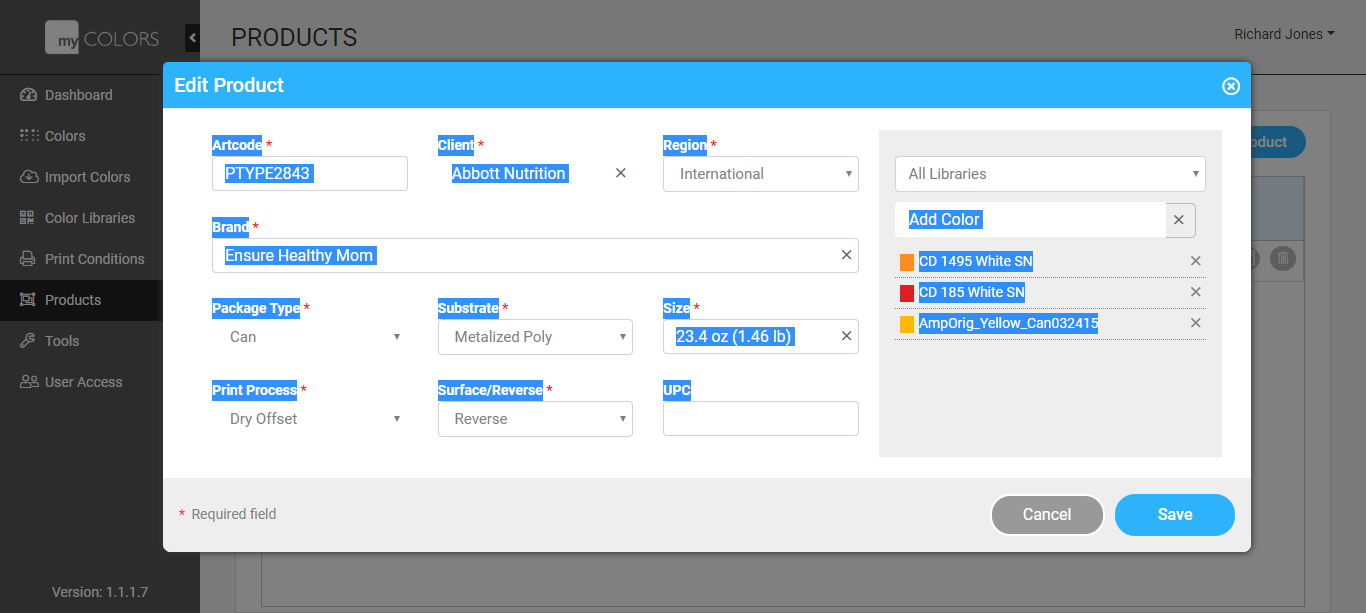 my COLORS
PRODUCTS
Richard Jones
Dashboard
Colors
Import Colors
Color Libraries
Print Conditions
Products
Tools
User Access
Version: 1.1.1.7
oduct
Edit Product
Artcode *
PTYPE2843
Client *
Abbott Nutrition
Region *
International
Brand *
Ensure Healthy Mom
Package Type *
Can
Substrate *
Metalized Poly
Size *
23.4 oz (1.46 lb)
Print Process *
Dry Offset
Surface/Reverse *
Reverse
UPC
All Libraries
Add Color
CD 1495 White SN
CD 185 White SN
AmpOrig_Yellow_Can032415
* Required field
Cancel
Save